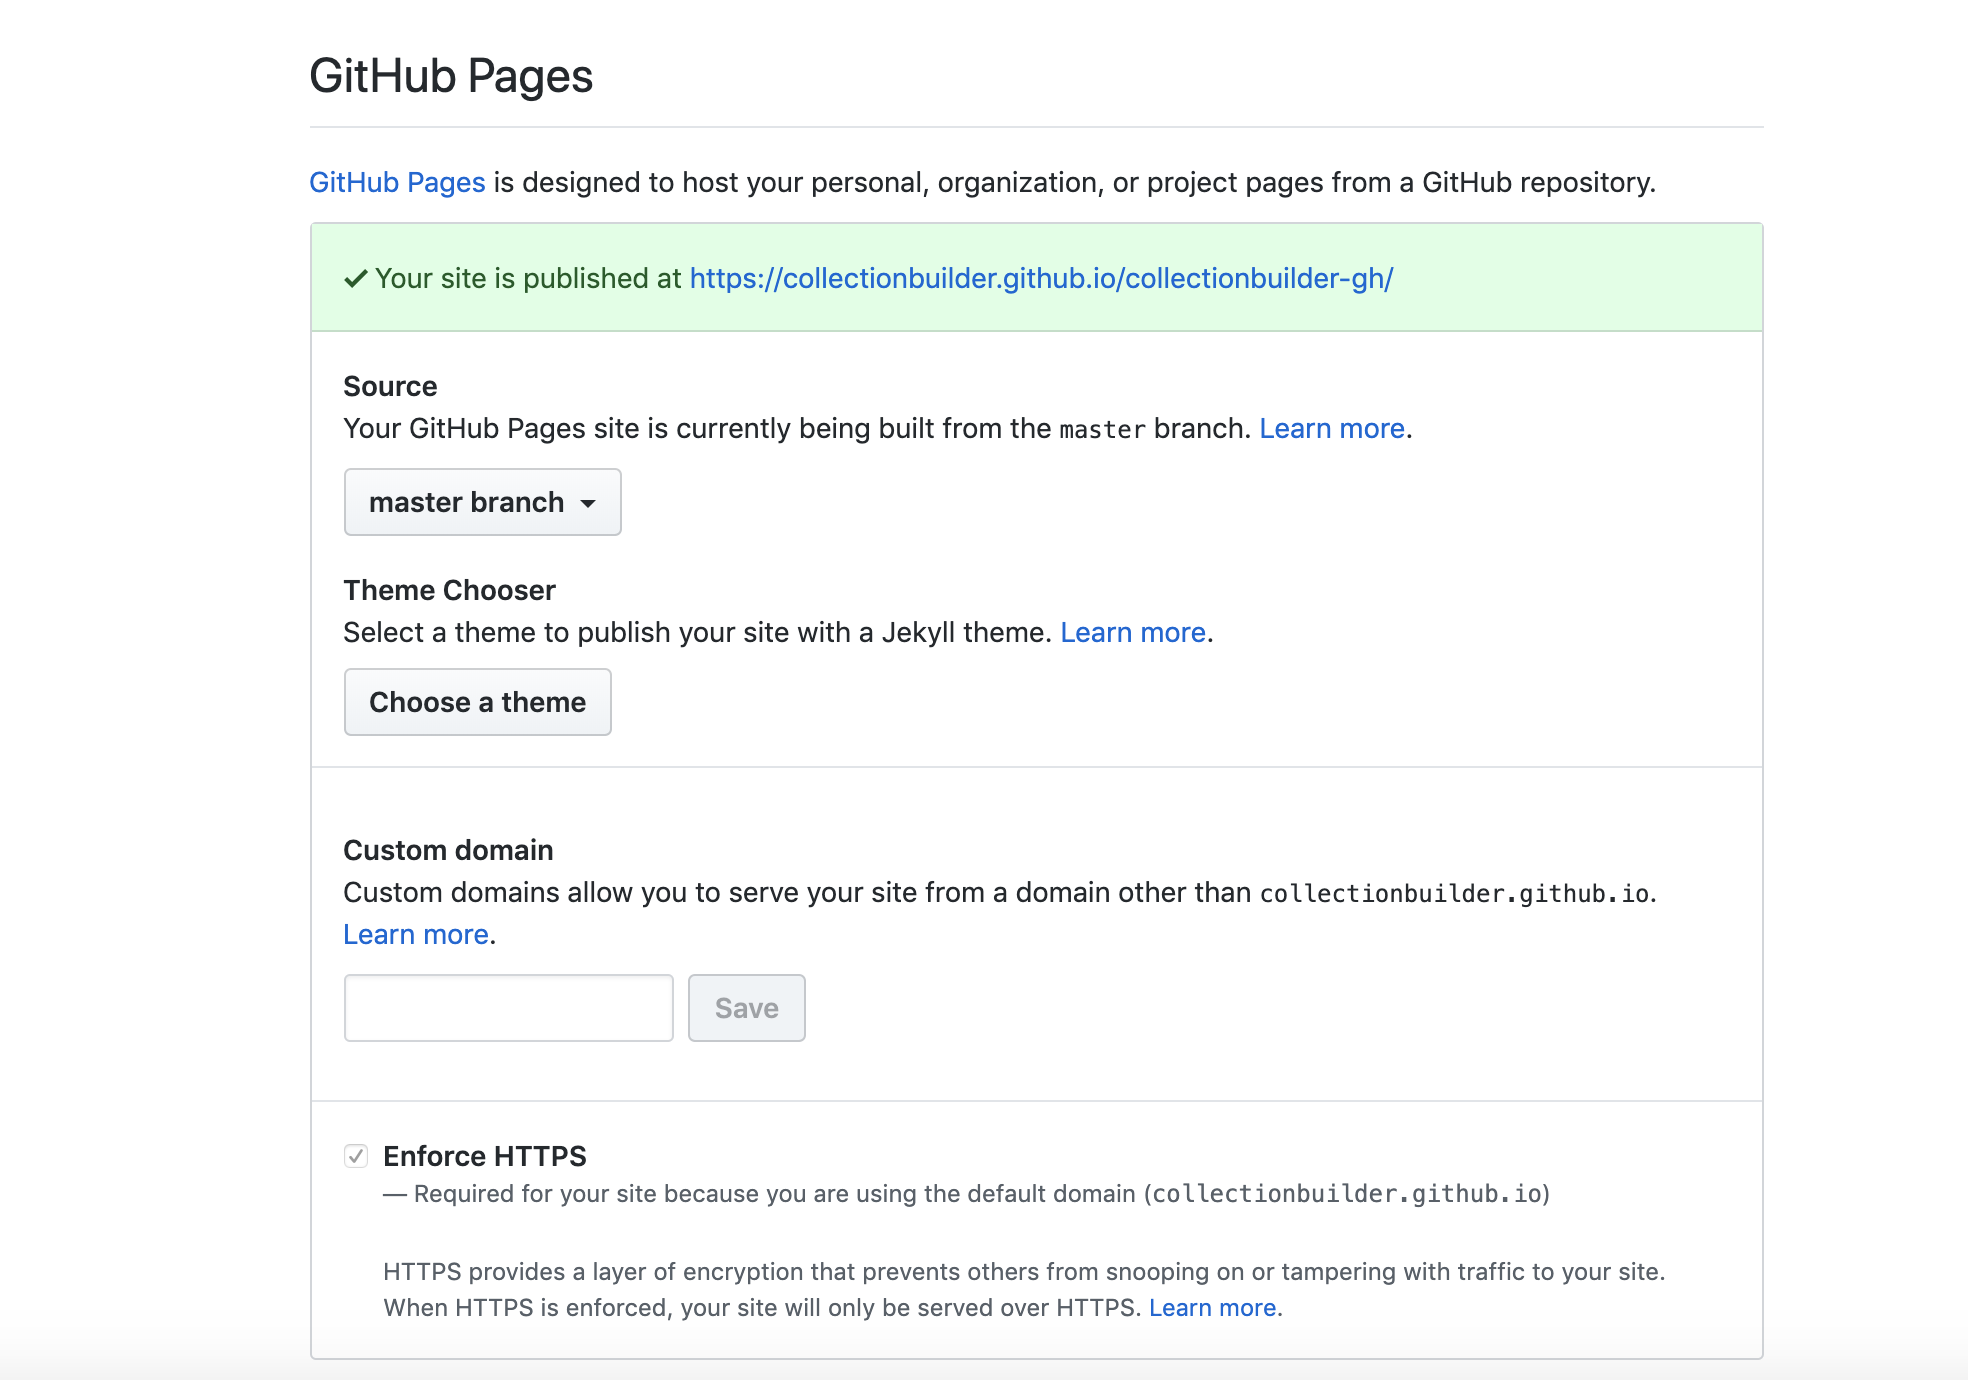 GitHub Pages
GitHub Pages is designed to host your personal, organization, or project pages from a GitHub repository.
Your site is published at https://collectionbuilder.github.io/collectionbuilder-gh/
Source
Your GitHub Pages site is currently being built from the master branch. Learn more.
master branch
Theme Chooser
Select a theme to publish your site with a Jekyll theme. Learn more.
Choose a theme
Custom domain
Custom domains allow you to serve your site from a domain other than collectionbuilder.github.io.
Learn more.
Save
Enforce HTTPS
— Required for your site because you are using the default domain (collectionbuilder.github.io)
HTTPS provides a layer of encryption that prevents others from snooping on or tampering with traffic to your site.
When HTTPS is enforced, your site will only be served over HTTPS. Learn more.